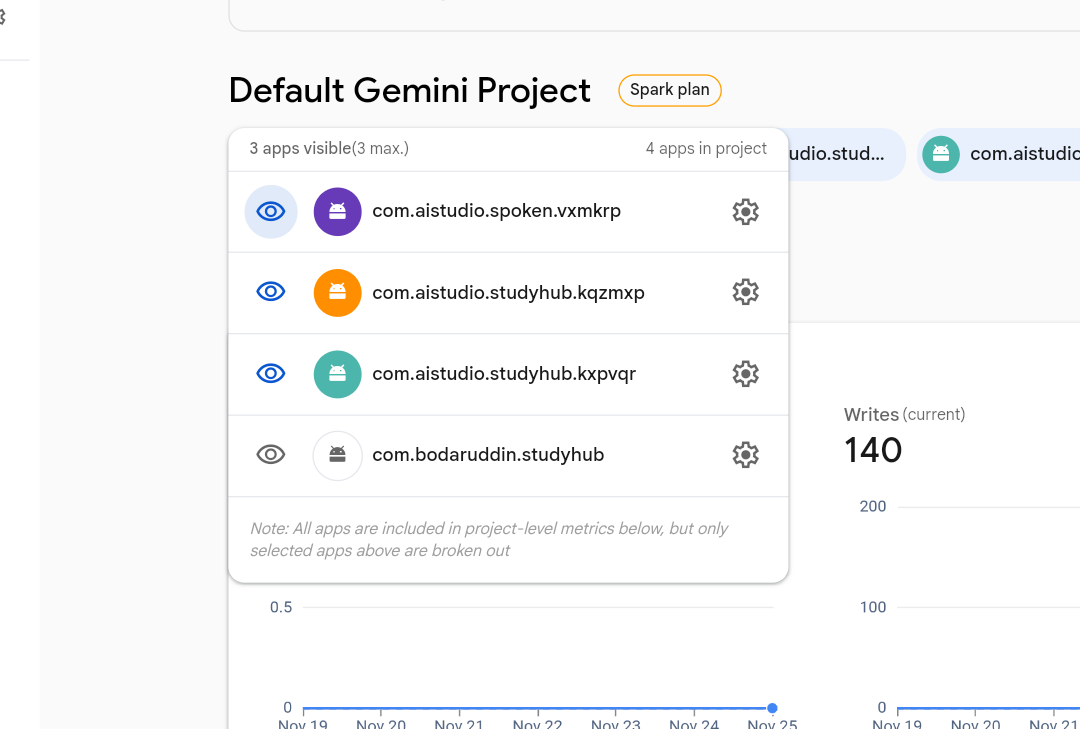 Default Gemini Project
Spark plan
3 apps visible(3 max.)
4 apps in project
udio.stud...
com.aistudio
com.aistudio.spoken.vxmkrp
com.aistudio.studyhub.kqzmxp
com.aistudio.studyhub.kxpvqr
com.bodaruddin.studyhub
Note: All apps are included in project-level metrics below, but only
selected apps above are broken out
0.5
0
Nov 19 Nov 20 Nov 21 Nov 22 Nov 23 Nov 24 Nov 25
Writes (current)
140
200
100
0
Nov 19 Nov 20 Nov 21